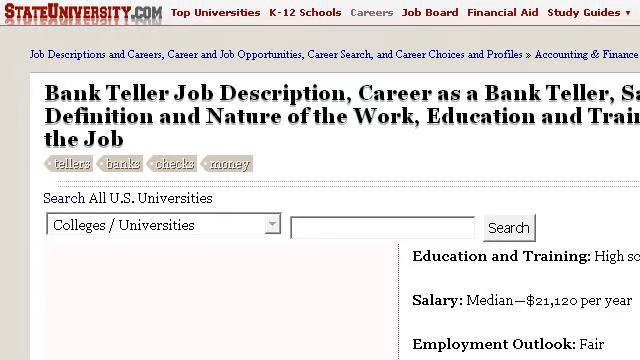 STATEUNIVERSITY.COM Top Universities K-12 Schools Careers Job Board Financial Aid Study Guides
Job Descriptions and Careers, Career and Job Opportunities, Career Search, and Career Choices and Profiles » Accounting & Finance
Bank Teller Job Description, Career as a Bank Teller, Sa
Definition and Nature of the Work, Education and Train
the Job
tellers banks checks money
Search All U.S. Universities
Colleges / Universities Search
Education and Training: High sc
Salary: Median—$21,120 per year
Employment Outlook: Fair